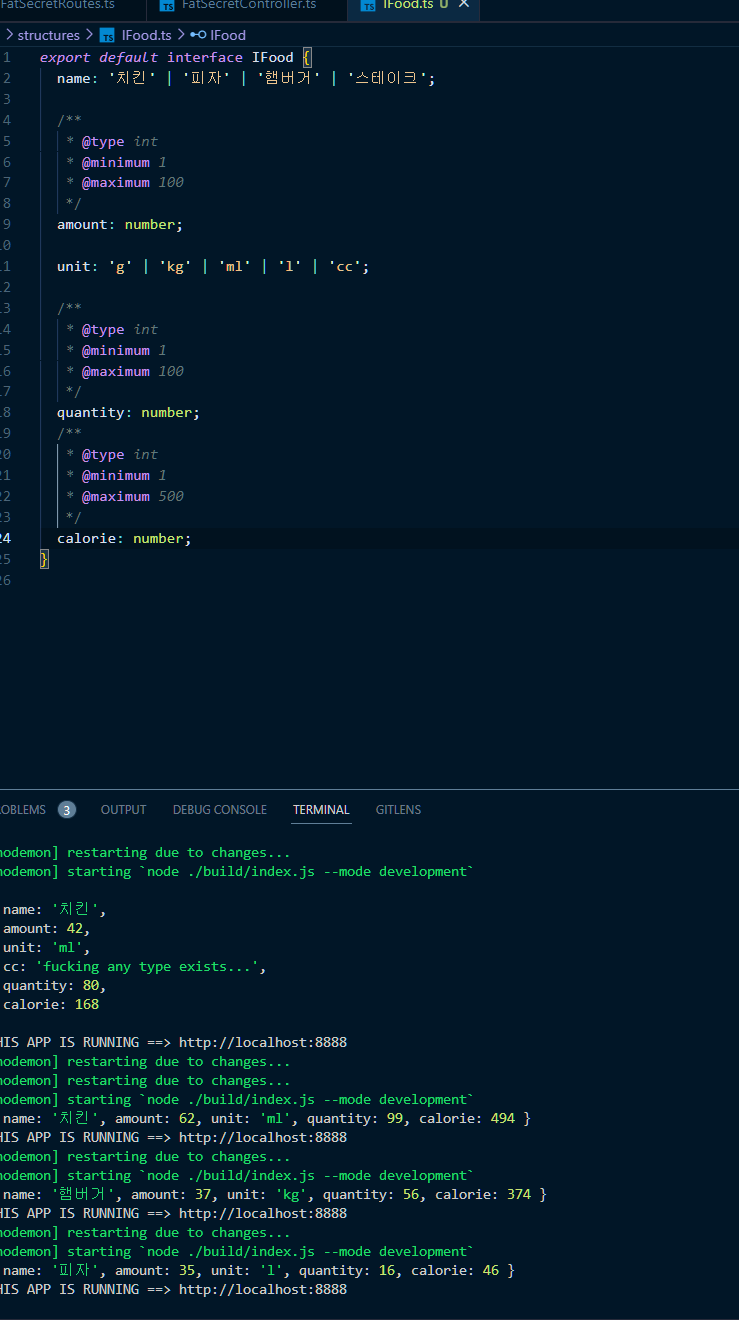 FatSecretRoutes.ts FatSecretController.ts IFood.ts U
structures IFood.ts IFood
1 export default interface IFood {
2 name: '치킨' | '피자' | '햄버거' | '스테이크';
3
4 /**
5 * @type int
6 * @minimum 1
7 * @maximum 100
8 */
9 amount: number;
.0
.1 unit: 'g' | 'kg' | 'ml' | 'l' | 'cc';
.2
.3 /**
.4 * @type int
.5 * @minimum 1
.6 * @maximum 100
.7 */
.8 quantity: number;
.9 /**
20 * @type int
21 * @minimum 1
22 * @maximum 500
23 */
24 calorie: number;
25 }
26
OBLEMS 3 OUTPUT DEBUG CONSOLE TERMINAL GITLENS
nodemon] restarting due to changes...
nodemon] starting `node ./build/index.js --mode development`
name: '치킨',
amount: 42,
unit: 'ml',
cc: 'fucking any type exists...',
quantity: 80,
calorie: 168
HIS APP IS RUNNING ==> http://localhost:8888
nodemon] restarting due to changes...
nodemon] restarting due to changes...
nodemon] starting `node ./build/index.js --mode development`
name: '치킨', amount: 62, unit: 'ml', quantity: 99, calorie: 494 }
HIS APP IS RUNNING ==> http://localhost:8888
nodemon] restarting due to changes...
nodemon] starting `node ./build/index.js --mode development`
name: '햄버거', amount: 37, unit: 'kg', quantity: 56, calorie: 374 }
HIS APP IS RUNNING ==> http://localhost:8888
nodemon] restarting due to changes...
nodemon] starting `node ./build/index.js --mode development`
name: '피자', amount: 35, unit: 'l', quantity: 16, calorie: 46 }
HIS APP IS RUNNING ==> http://localhost:8888